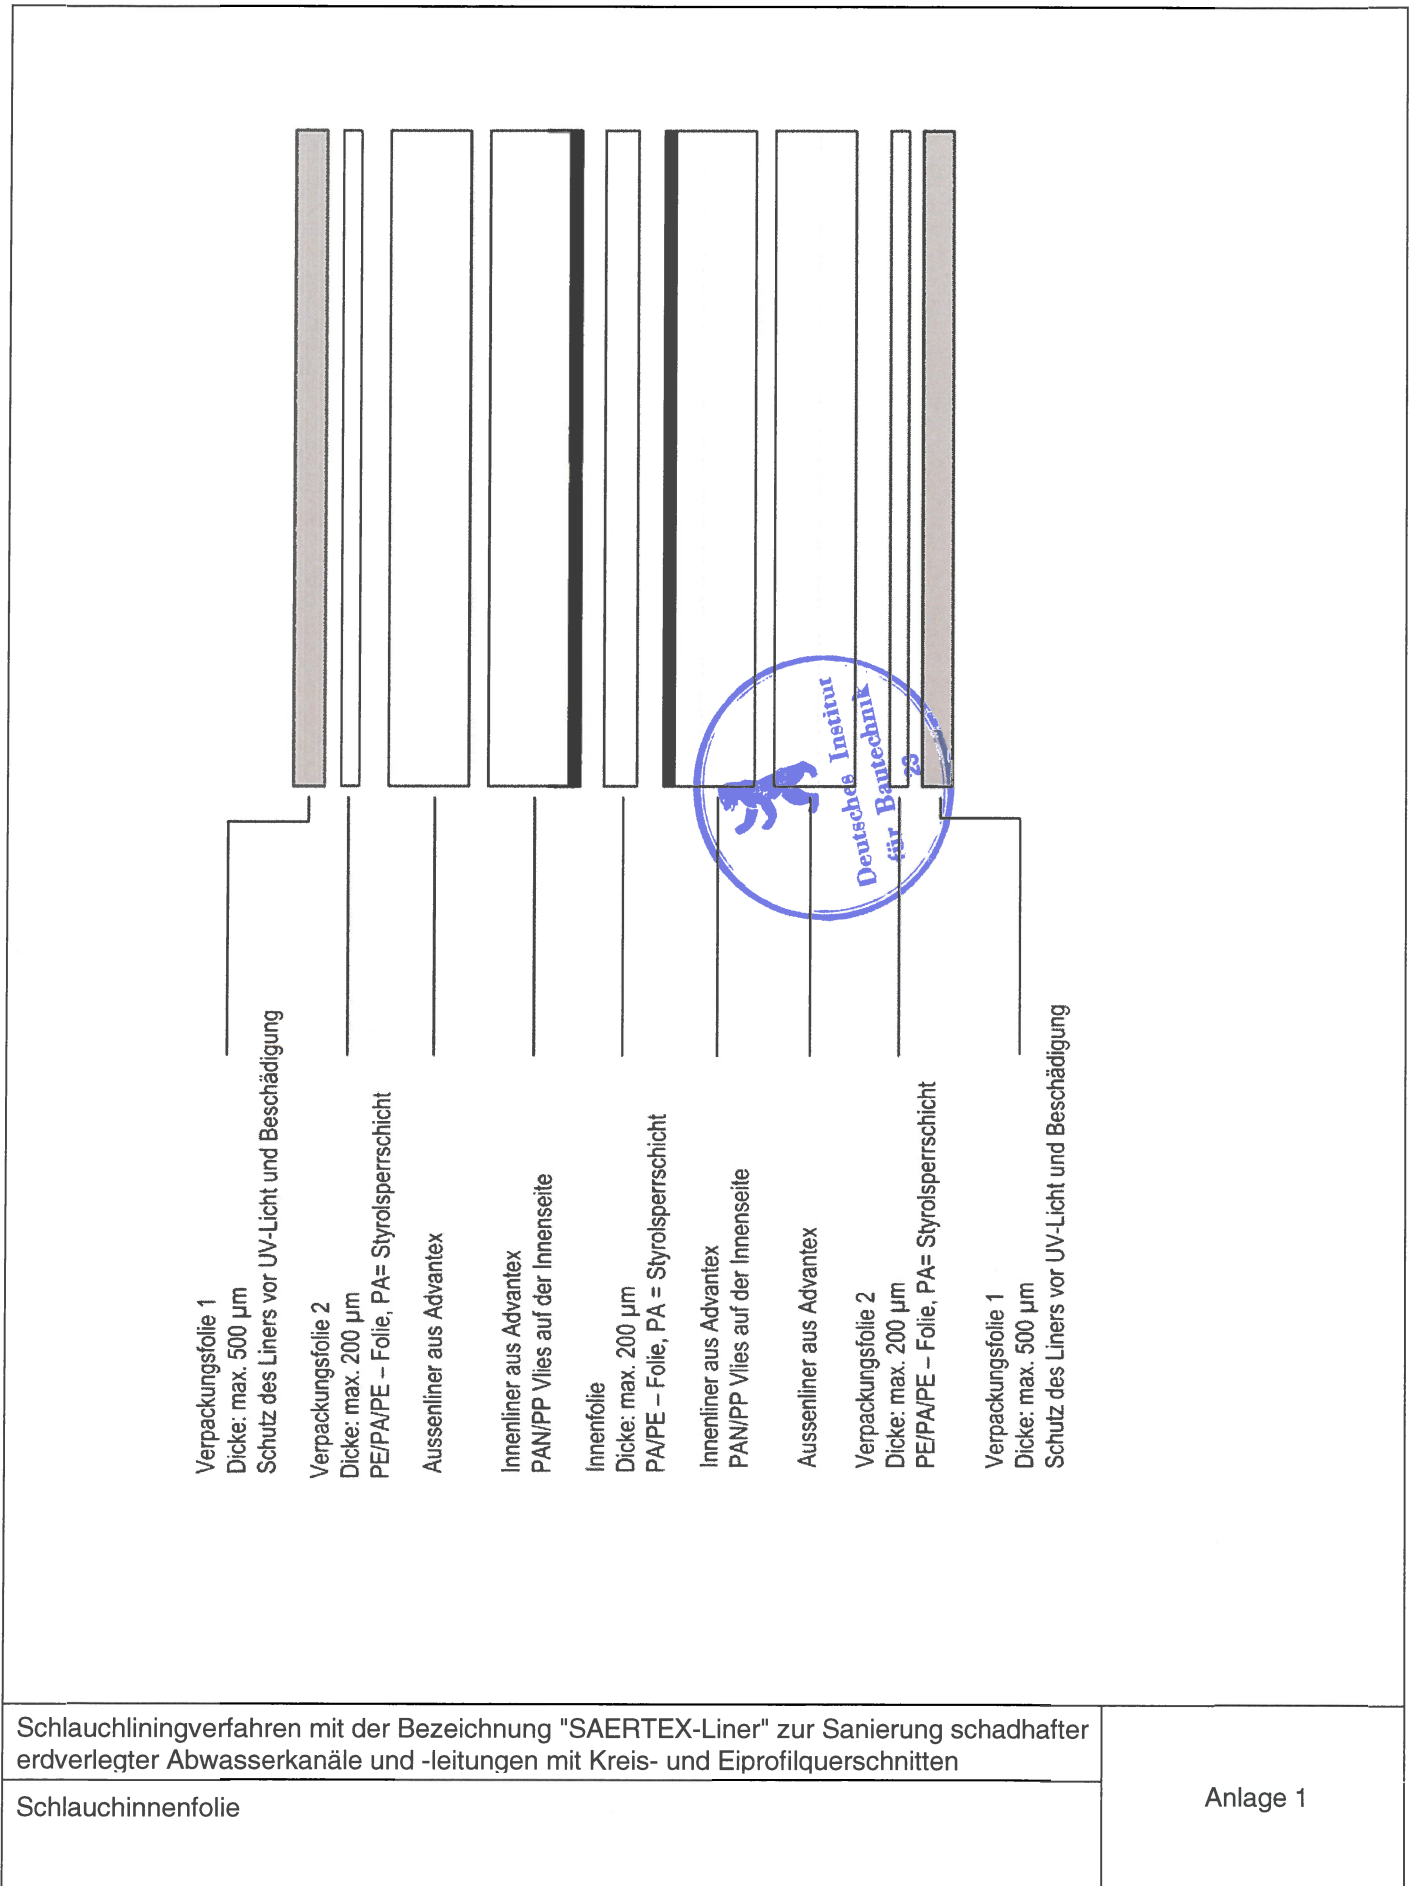 Verpackungsfolie 1
Dicke: max. 500 µm
Schutz des Liners vor UV-Licht und Beschädigung
Verpackungsfolie 2
Dicke: max. 200 µm
PE/PA/PE – Folie, PA= Styrolsperrschicht
Aussenliner aus Advantex
Innenliner aus Advantex
PAN/PP Vlies auf der Innenseite
Innenfolie
Dicke: max. 200 µm
PA/PE – Folie, PA = Styrolsperrschicht
Innenliner aus Advantex
PAN/PP Vlies auf der Innenseite
Aussenliner aus Advantex
Verpackungsfolie 2
Dicke: max. 200 µm
PE/PA/PE – Folie, PA= Styrolsperrschicht
Verpackungsfolie 1
Dicke: max. 500 µm
Schutz des Liners vor UV-Licht und Beschädigung
Deutsches Institut
für Bautechnik
23
Schlauchliningverfahren mit der Bezeichnung "SAERTEX-Liner" zur Sanierung schadhafter
erdverlegter Abwasserkanäle und -leitungen mit Kreis- und Eiprofilquerschnitten
Schlauchinnenfolie
Anlage 1